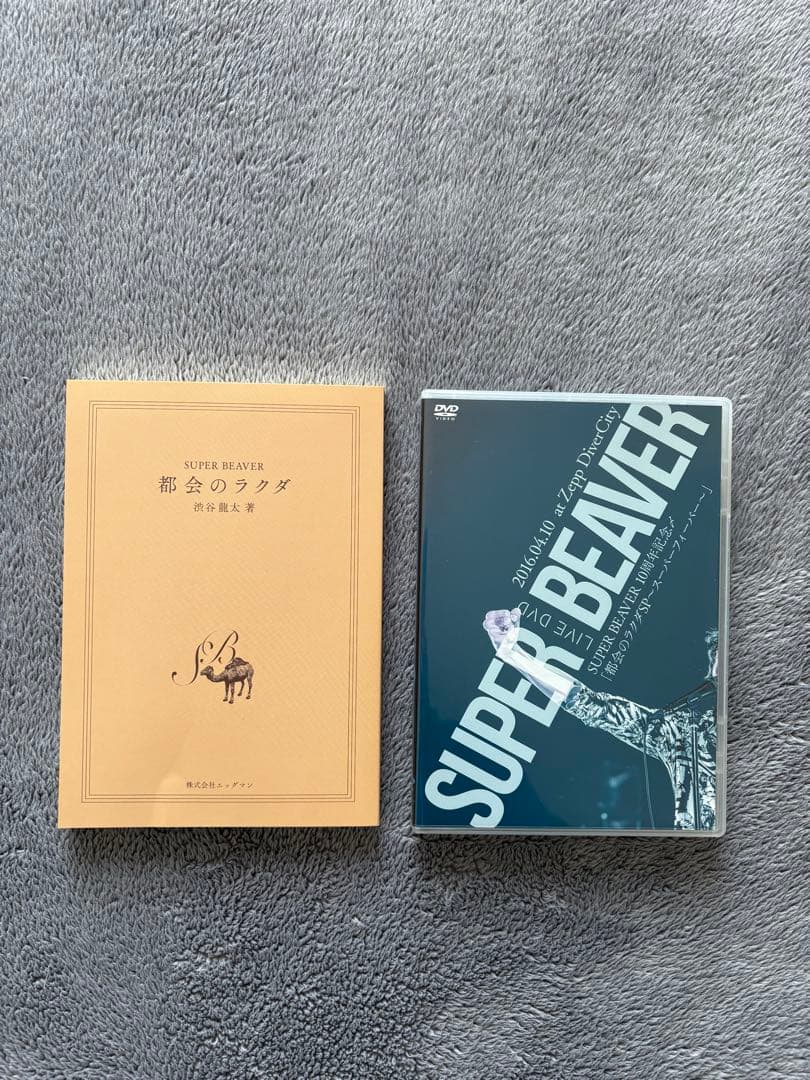 SUPER BEAVER
都会のラクダ
渋谷龍太 著
S.B
株式会社エッグマン
DVD
VIDEO
2016.04.10 at Zepp DiverCity
SUPER BEAVER
LIVE DVD
SUPER BEAVER 10周年記念〆
「都会のラクダSP〜スーパーフィーバー〜」